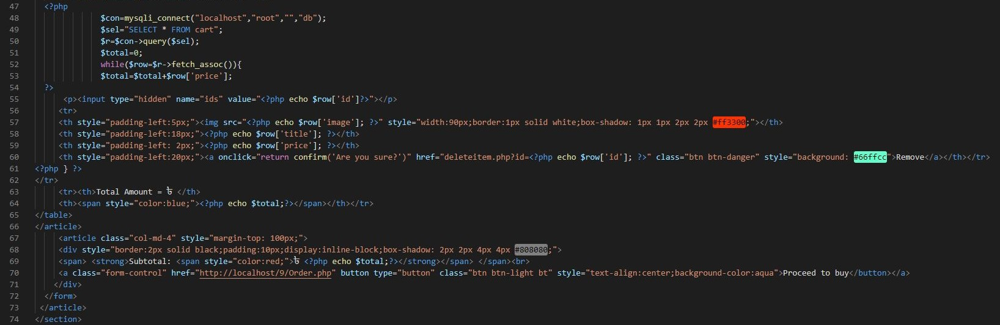 47 <?php
48 $con=mysqli_connect("localhost","root","","db");
49 $sel="SELECT * FROM cart";
50 $r=$con->query($sel);
51 $total=0;
52 while($row=$r->fetch_assoc()){
53 $total=$total+$row['price'];
54 ?>
55 <p><input type="hidden" name="ids" value="<?php echo $row['id']?>"></p>
56 <tr>
57 <th style="padding-left:5px;"><img src="<?php echo $row['image']; ?>" style="width:90px;border:1px solid white;box-shadow: 1px 1px 2px 2px #ff3300;"></th>
58 <th style="padding-left:18px;"><?php echo $row['title']; ?></th>
59 <th style="padding-left: 2px;"><?php echo $row['price']; ?></th>
60 <th style="padding-left:20px;"><a onclick="return confirm('Are you sure?')" href="deleteitem.php?id=<?php echo $row['id']; ?>" class="btn btn-danger" style="background: #66ffcc">Remove</a></th></tr>
61 <?php } ?>
62 </tr>
63 <tr><th>Total Amount = ৳ </th>
64 <th><span style="color:blue;"><?php echo $total;?></span></th></tr>
65 </table>
66 </article>
67 <article class="col-md-4" style="margin-top: 100px;">
68 <div style="border:2px solid black;padding:10px;display:inline-block;box-shadow: 2px 2px 4px 4px #808080;">
69 <span> <strong>Subtotal: <span style="color:red;">৳ <?php echo $total;?></strong></span> </span><br>
70 <a class="form-control" href="http://localhost/9/Order.php" button type="button" class="btn btn-light bt" style="text-align:center;background-color:aqua">Proceed to buy</button></a>
71 </div>
72 </form>
73 </article>
74 </section>